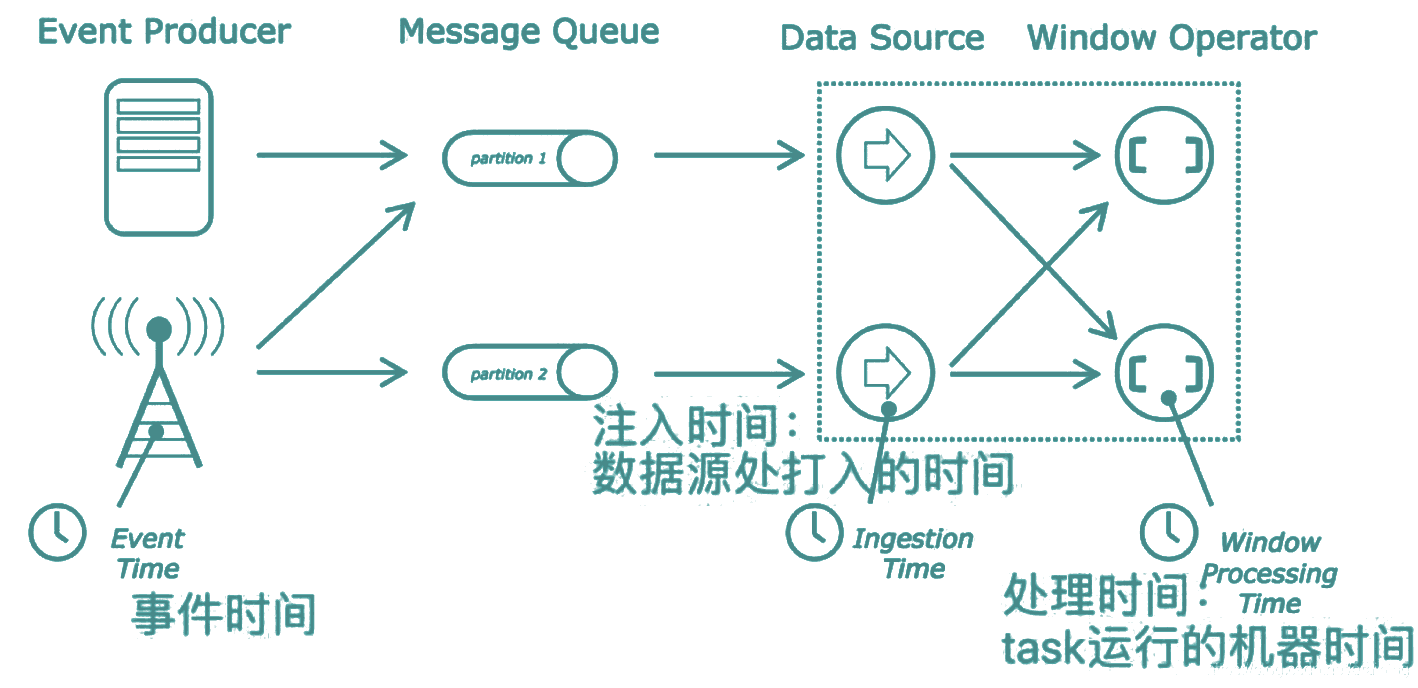 Event Producer
Message Queue
Data Source
Window Operator
partition 1
partition 2
注入时间：
数据源处打入的时间
Event
Time
事件时间
Ingestion
Time
Window
Processing
Time
处理时间：
task运行的机器时间